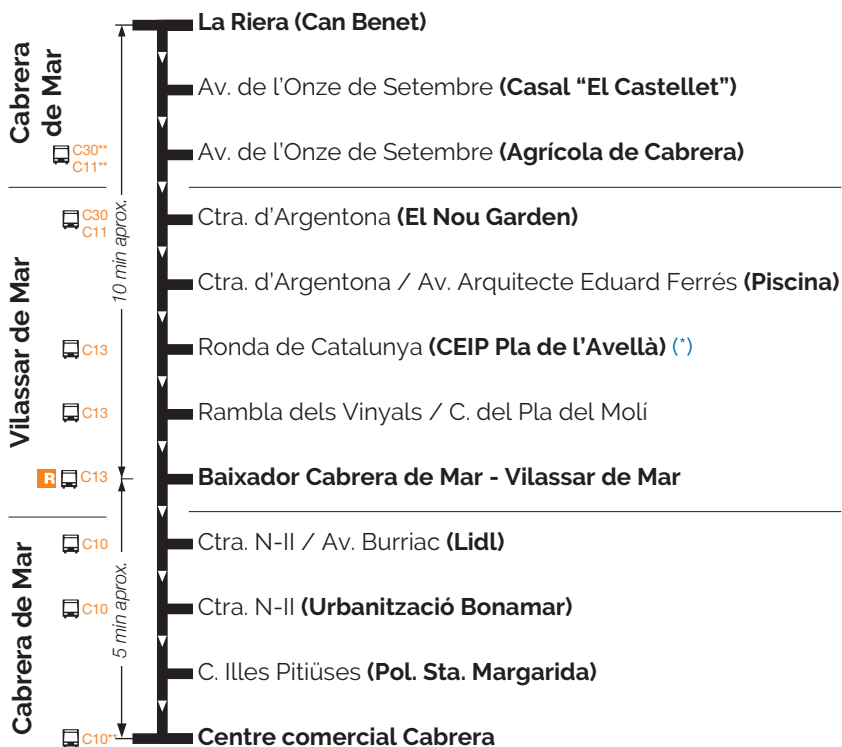 La Riera (Can Benet)
Cabrera
de Mar
Av. de l'Onze de Setembre (Casal "El Castellet")
C30**
C11**
Av. de l'Onze de Setembre (Agrícola de Cabrera)
10 min aprox.
Vilassar de Mar
C30
C11
Ctra. d'Argentona (El Nou Garden)
Ctra. d'Argentona / Av. Arquitecte Eduard Ferrés (Piscina)
C13
Ronda de Catalunya (CEIP Pla de l'Avellà) (*)
C13
Rambla dels Vinyals / C. del Pla del Molí
R C13
Baixador Cabrera de Mar - Vilassar de Mar
Cabrera de Mar
5 min aprox.
C10
Ctra. N-II / Av. Burriac (Lidl)
C10
Ctra. N-II (Urbanització Bonamar)
C. Illes Pitiüses (Pol. Sta. Margarida)
C10**
Centre comercial Cabrera